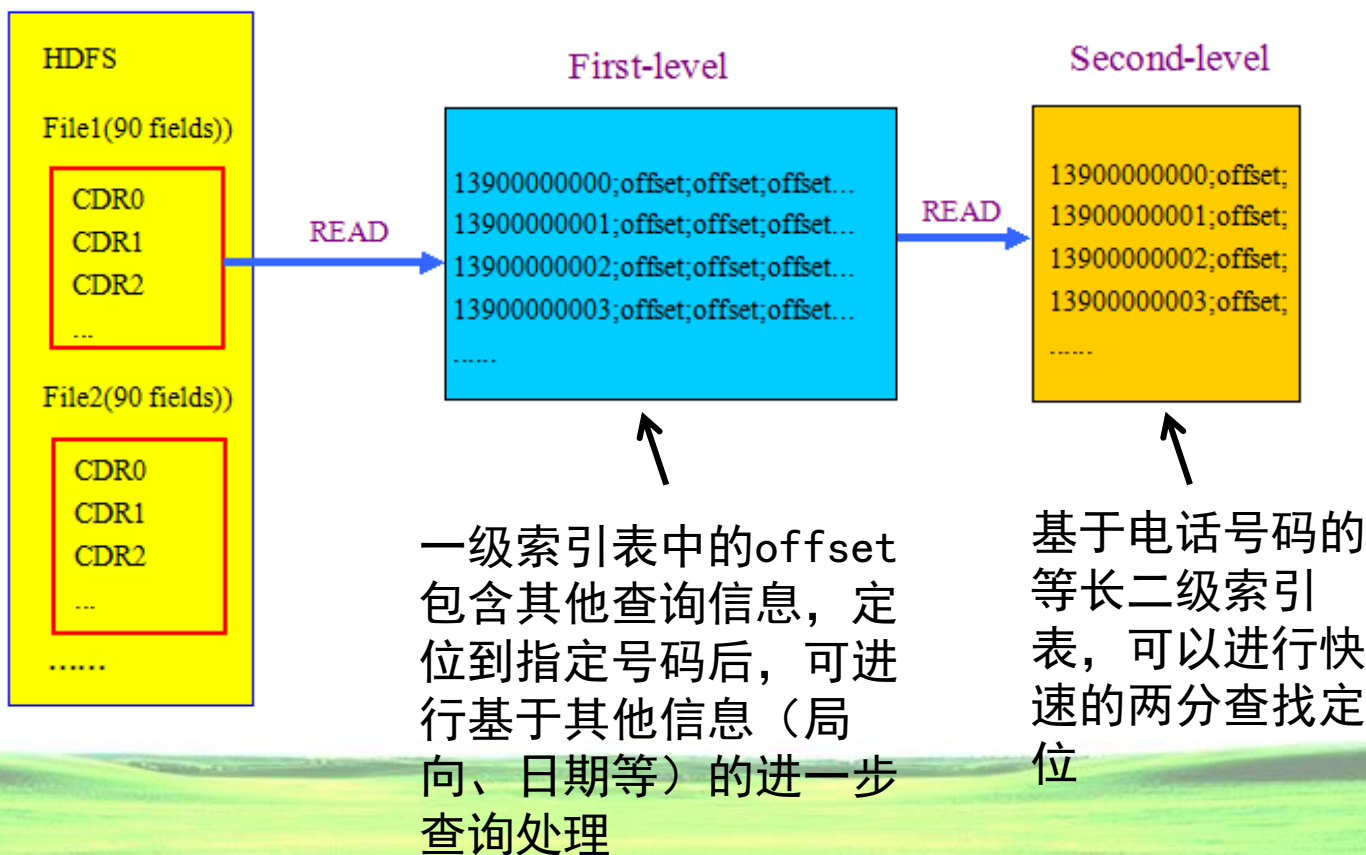 HDFS
File1(90 fields))
CDR0
CDR1
CDR2
...
File2(90 fields))
CDR0
CDR1
CDR2
...
......
READ
First-level
13900000000;offset;offset;offset...
13900000001;offset;offset;offset...
13900000002;offset;offset;offset...
13900000003;offset;offset;offset...
......
READ
Second-level
13900000000;offset;
13900000001;offset;
13900000002;offset;
13900000003;offset;
......
一级索引表中的offset
包含其他查询信息，定
位到指定号码后，可进
行基于其他信息（局
向、日期等）的进一步
查询处理
基于电话号码的
等长二级索引
表，可以进行快
速的两分查找定
位